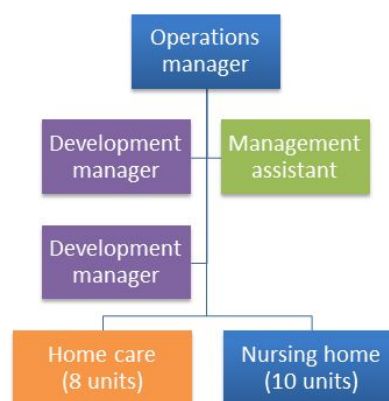 Operations
manager
Development
manager
Management
assistant
Development
manager
Home care
(8 units)
Nursing home
(10 units)